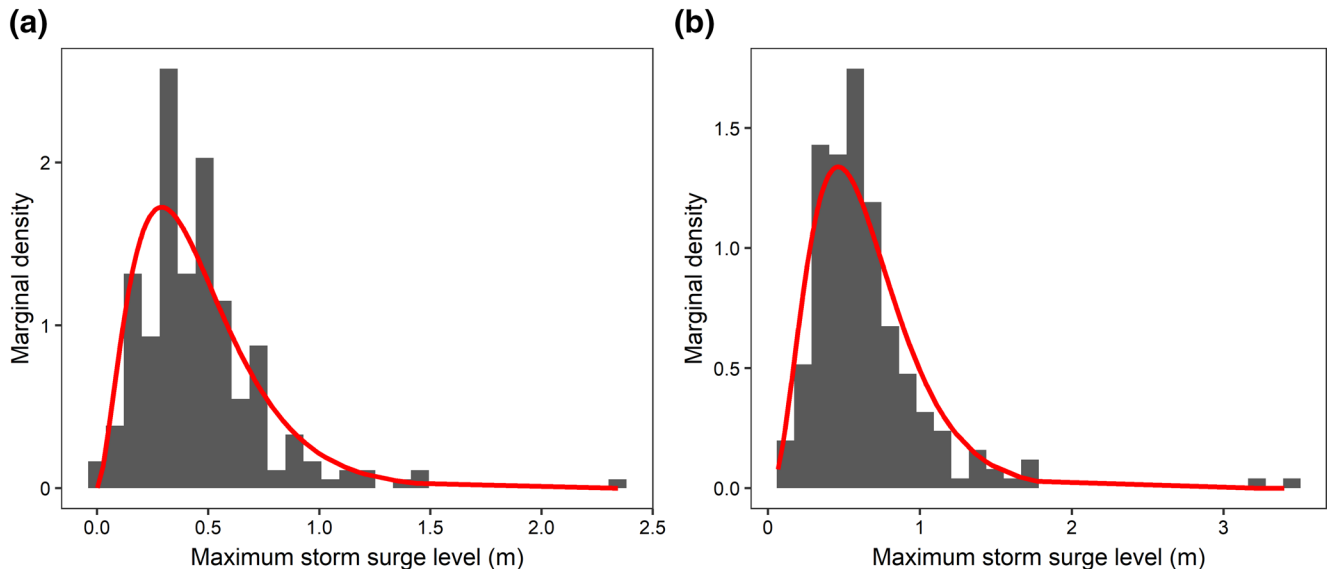 (a)
Marginal density
2
1
0
0.0 0.5 1.0 1.5 2.0 2.5
Maximum storm surge level (m)
(b)
Marginal density
1.5
1.0
0.5
0.0
0 1 2 3
Maximum storm surge level (m)